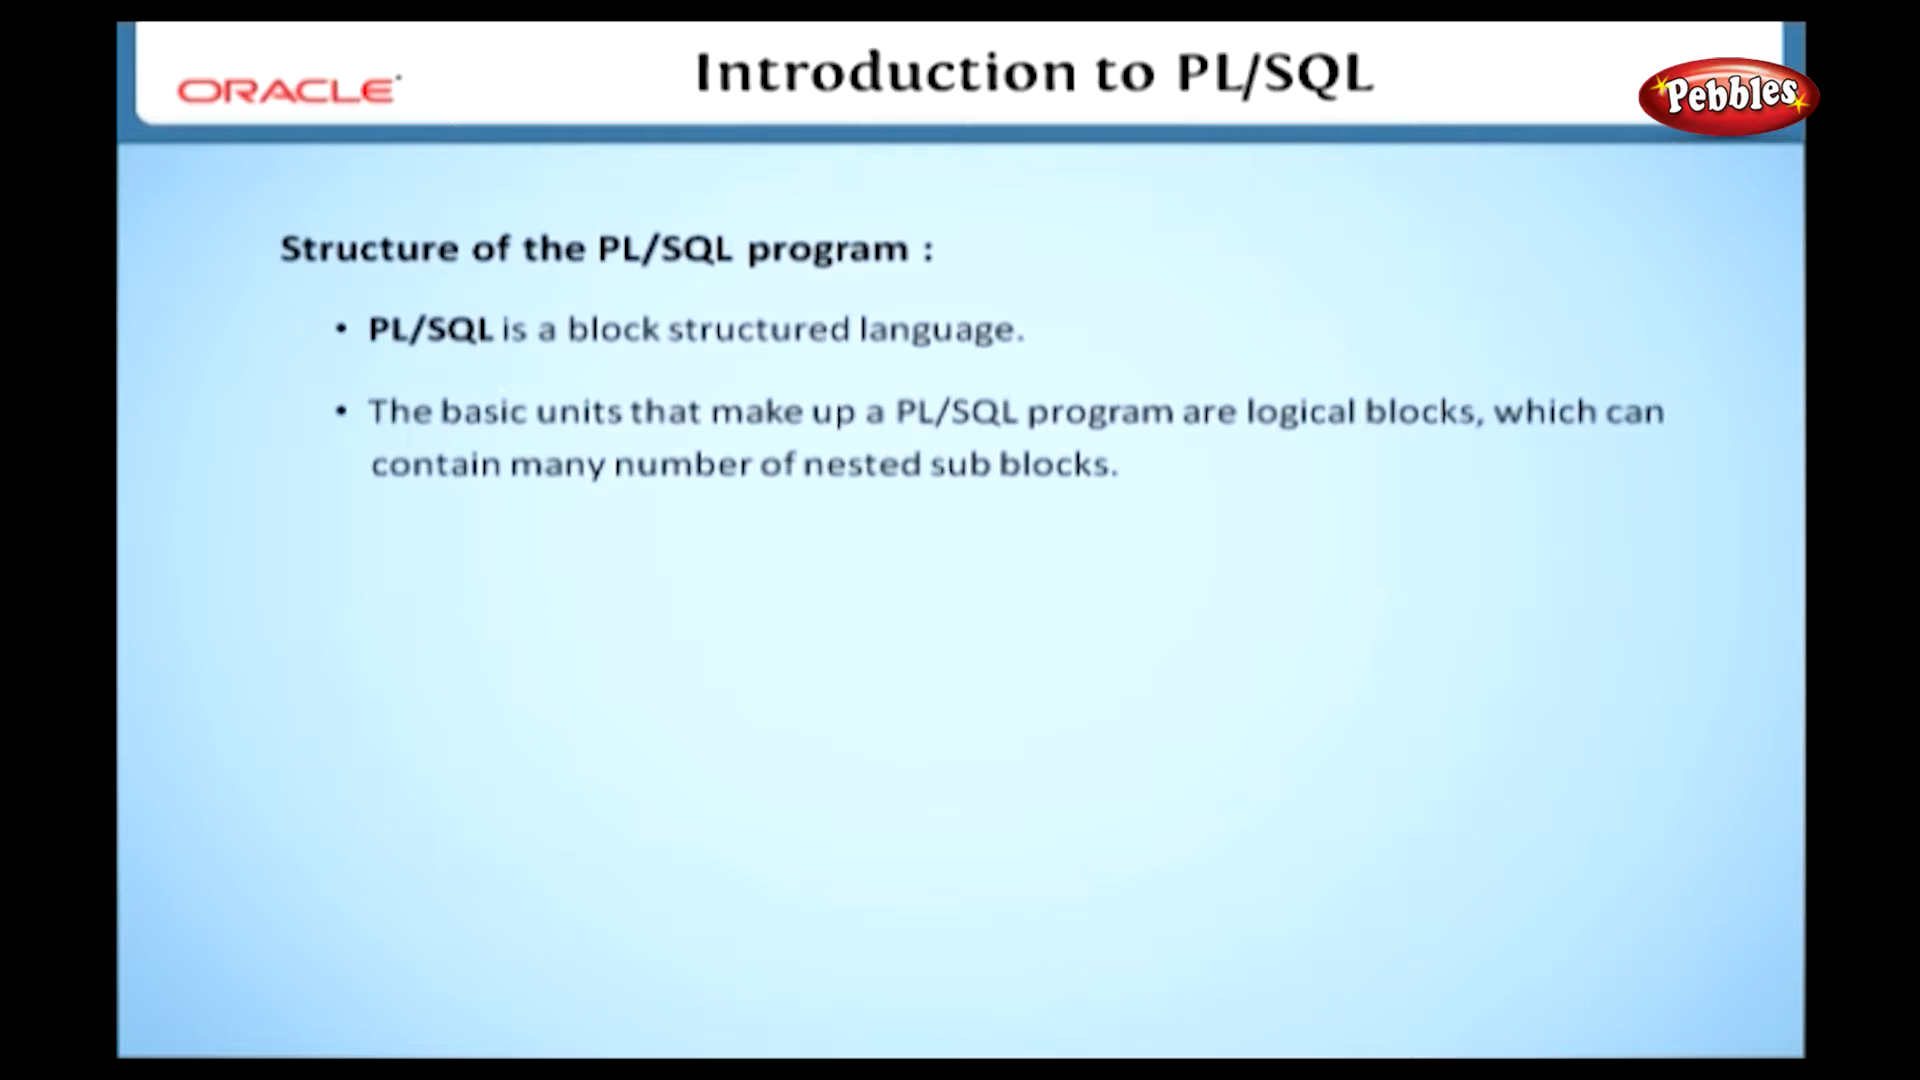 ORACLE
Introduction to PL/SQL
Pebbles
Structure of the PL/SQL program :
• PL/SQL is a block structured language.
• The basic units that make up a PL/SQL program are logical blocks, which can
contain many number of nested sub blocks.